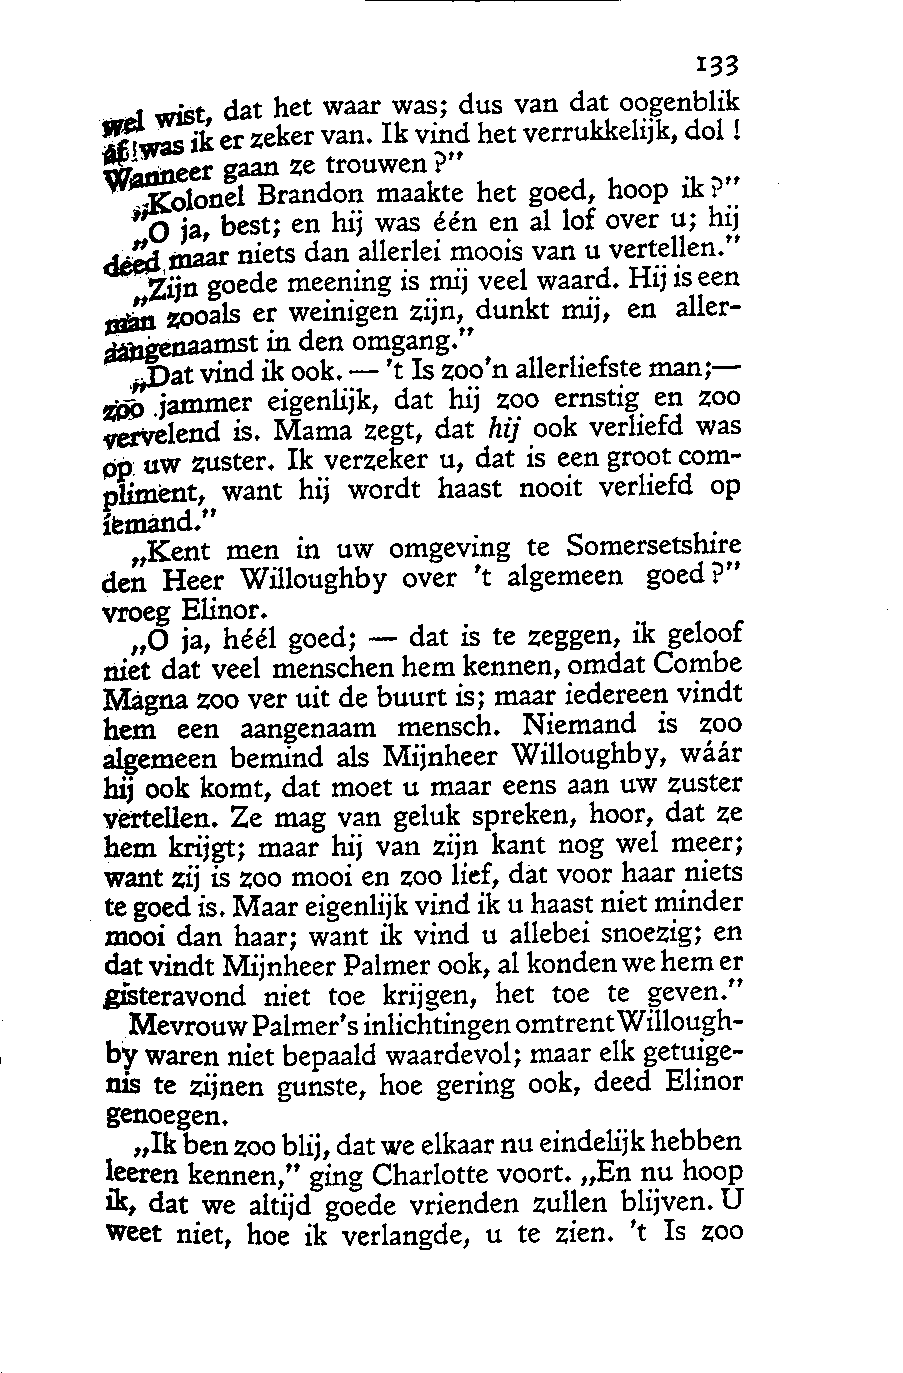 133
wel wist, dat het waar was; dus van dat oogenblik
áf was ik er zeker van. Ik vind het verrukkelijk, dol !
Wanneer gaan ze trouwen ?”
„Kolonel Brandon maakte het goed, hoop ik ?”
„O ja, best; en hij was één en al lof over u; hij
deed maar niets dan allerlei moois van u vertellen.”
„Zijn goede meening is mij veel waard. Hij is een
man zooals er weinigen zijn, dunkt mij, en aller-
aangenaamst in den omgang.”
„Dat vind ik ook. — 't Is zoo'n allerliefste man;—
zoo jammer eigenlijk, dat hij zoo ernstig en zoo
vervelend is. Mama zegt, dat hij ook verliefd was
op uw zuster. Ik verzeker u, dat is een groot com-
pliment, want hij wordt haast nooit verliefd op
iemand.”
„Kent men in uw omgeving te Somersetshire
den Heer Willoughby over 't algemeen goed ?”
vroeg Elinor.
„O ja, héél goed; — dat is te zeggen, ik geloof
niet dat veel menschen hem kennen, omdat Combe
Magna zoo ver uit de buurt is; maar iedereen vindt
hem een aangenaam mensch. Niemand is zoo
algemeen bemind als Mijnheer Willoughby, wáár
hij ook komt, dat moet u maar eens aan uw zuster
vertellen. Ze mag van geluk spreken, hoor, dat ze
hem krijgt; maar hij van zijn kant nog wel meer;
want zij is zoo mooi en zoo lief, dat voor haar niets
te goed is. Maar eigenlijk vind ik u haast niet minder
mooi dan haar; want ik vind u allebei snoezig; en
dat vindt Mijnheer Palmer ook, al konden we hem er
gisteravond niet toe krijgen, het toe te geven.”
Mevrouw Palmer's inlichtingen omtrent Willough-
by waren niet bepaald waardevol; maar elk getuige-
nis te zijnen gunste, hoe gering ook, deed Elinor
genoegen.
„Ik ben zoo blij, dat we elkaar nu eindelijk hebben
leeren kennen,” ging Charlotte voort. „En nu hoop
ik, dat we altijd goede vrienden zullen blijven. U
weet niet, hoe ik verlangde, u te zien. 't Is zoo